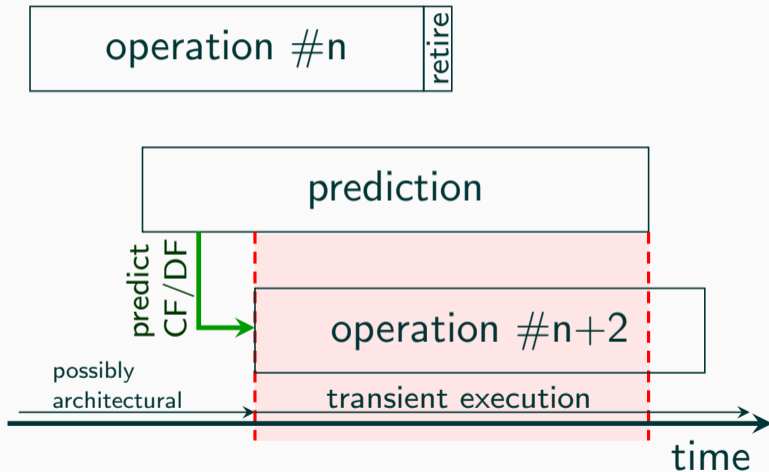 operation #n
retire
prediction
predict
CF/DF
operation #n+2
possibly
architectural
transient execution
time